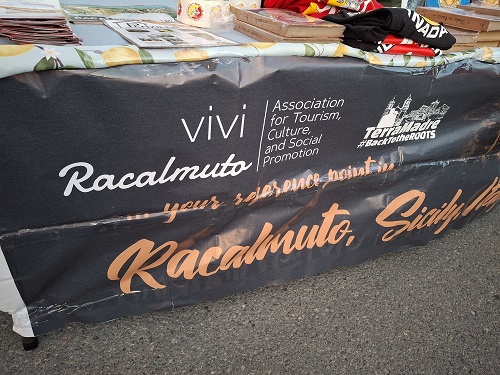 vivi
Racalmuto
Association
for Tourism,
Culture,
and Social
Promotion
TerraMadre
#BackTotheROOTS
... your reference point in
Racalmuto, Sicily,